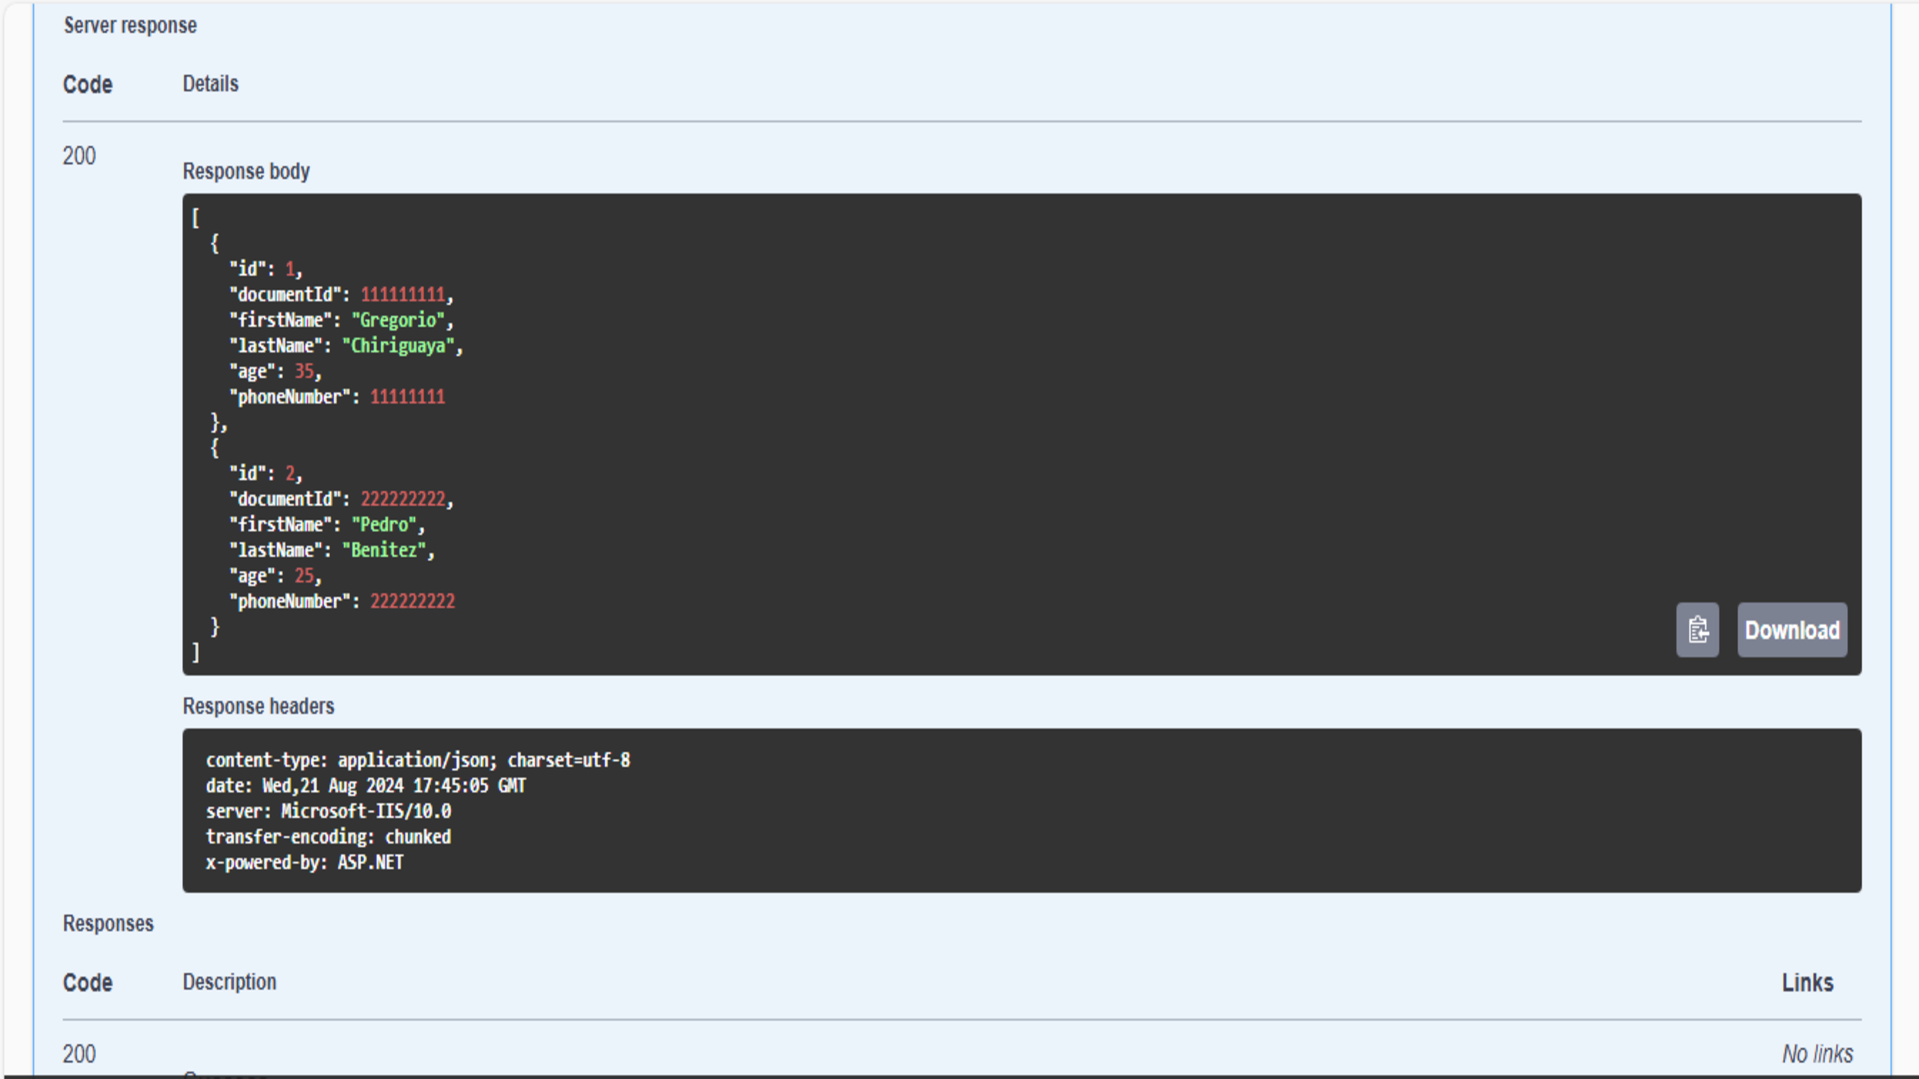 Server response
Code Details
200
Response body
[
{
"id": 1,
"documentId": 111111111,
"firstName": "Gregorio",
"lastName": "Chiriguaya",
"age": 35,
"phoneNumber": 11111111
},
{
"id": 2,
"documentId": 222222222,
"firstName": "Pedro",
"lastName": "Benitez",
"age": 25,
"phoneNumber": 222222222
}
]
Download
Response headers
content-type: application/json; charset=utf-8
date: Wed,21 Aug 2024 17:45:05 GMT
server: Microsoft-IIS/10.0
transfer-encoding: chunked
x-powered-by: ASP.NET
Responses
Code Description Links
200 No links